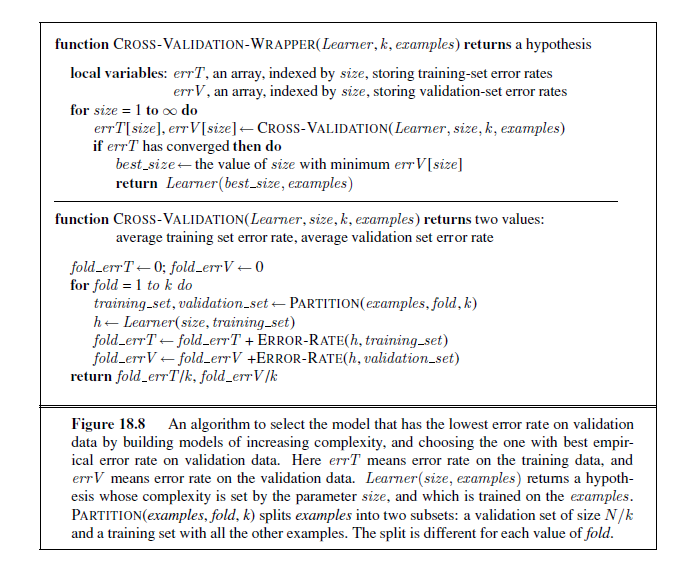 function CROSS-VALIDATION-WRAPPER(Learner, k, examples) returns a hypothesis
local variables: errT, an array, indexed by size, storing training-set error rates
errV, an array, indexed by size, storing validation-set error rates
for size = 1 to ∞ do
errT[size], errV[size] ← CROSS-VALIDATION(Learner, size, k, examples)
if errT has converged then do
best_size ← the value of size with minimum errV[size]
return Learner(best_size, examples)
function CROSS-VALIDATION(Learner, size, k, examples) returns two values:
average training set error rate, average validation set error rate
fold_errT ← 0; fold_errV ← 0
for fold = 1 to k do
training_set, validation_set ← PARTITION(examples, fold, k)
h ← Learner(size, training_set)
fold_errT ← fold_errT + ERROR-RATE(h, training_set)
fold_errV ← fold_errV +ERROR-RATE(h, validation_set)
return fold_errT/k, fold_errV/k
Figure 18.8 An algorithm to select the model that has the lowest error rate on validation
data by building models of increasing complexity, and choosing the one with best empir-
ical error rate on validation data. Here errT means error rate on the training data, and
errV means error rate on the validation data. Learner(size, examples) returns a hypoth-
esis whose complexity is set by the parameter size, and which is trained on the examples.
PARTITION(examples, fold, k) splits examples into two subsets: a validation set of size N/k
and a training set with all the other examples. The split is different for each value of fold.